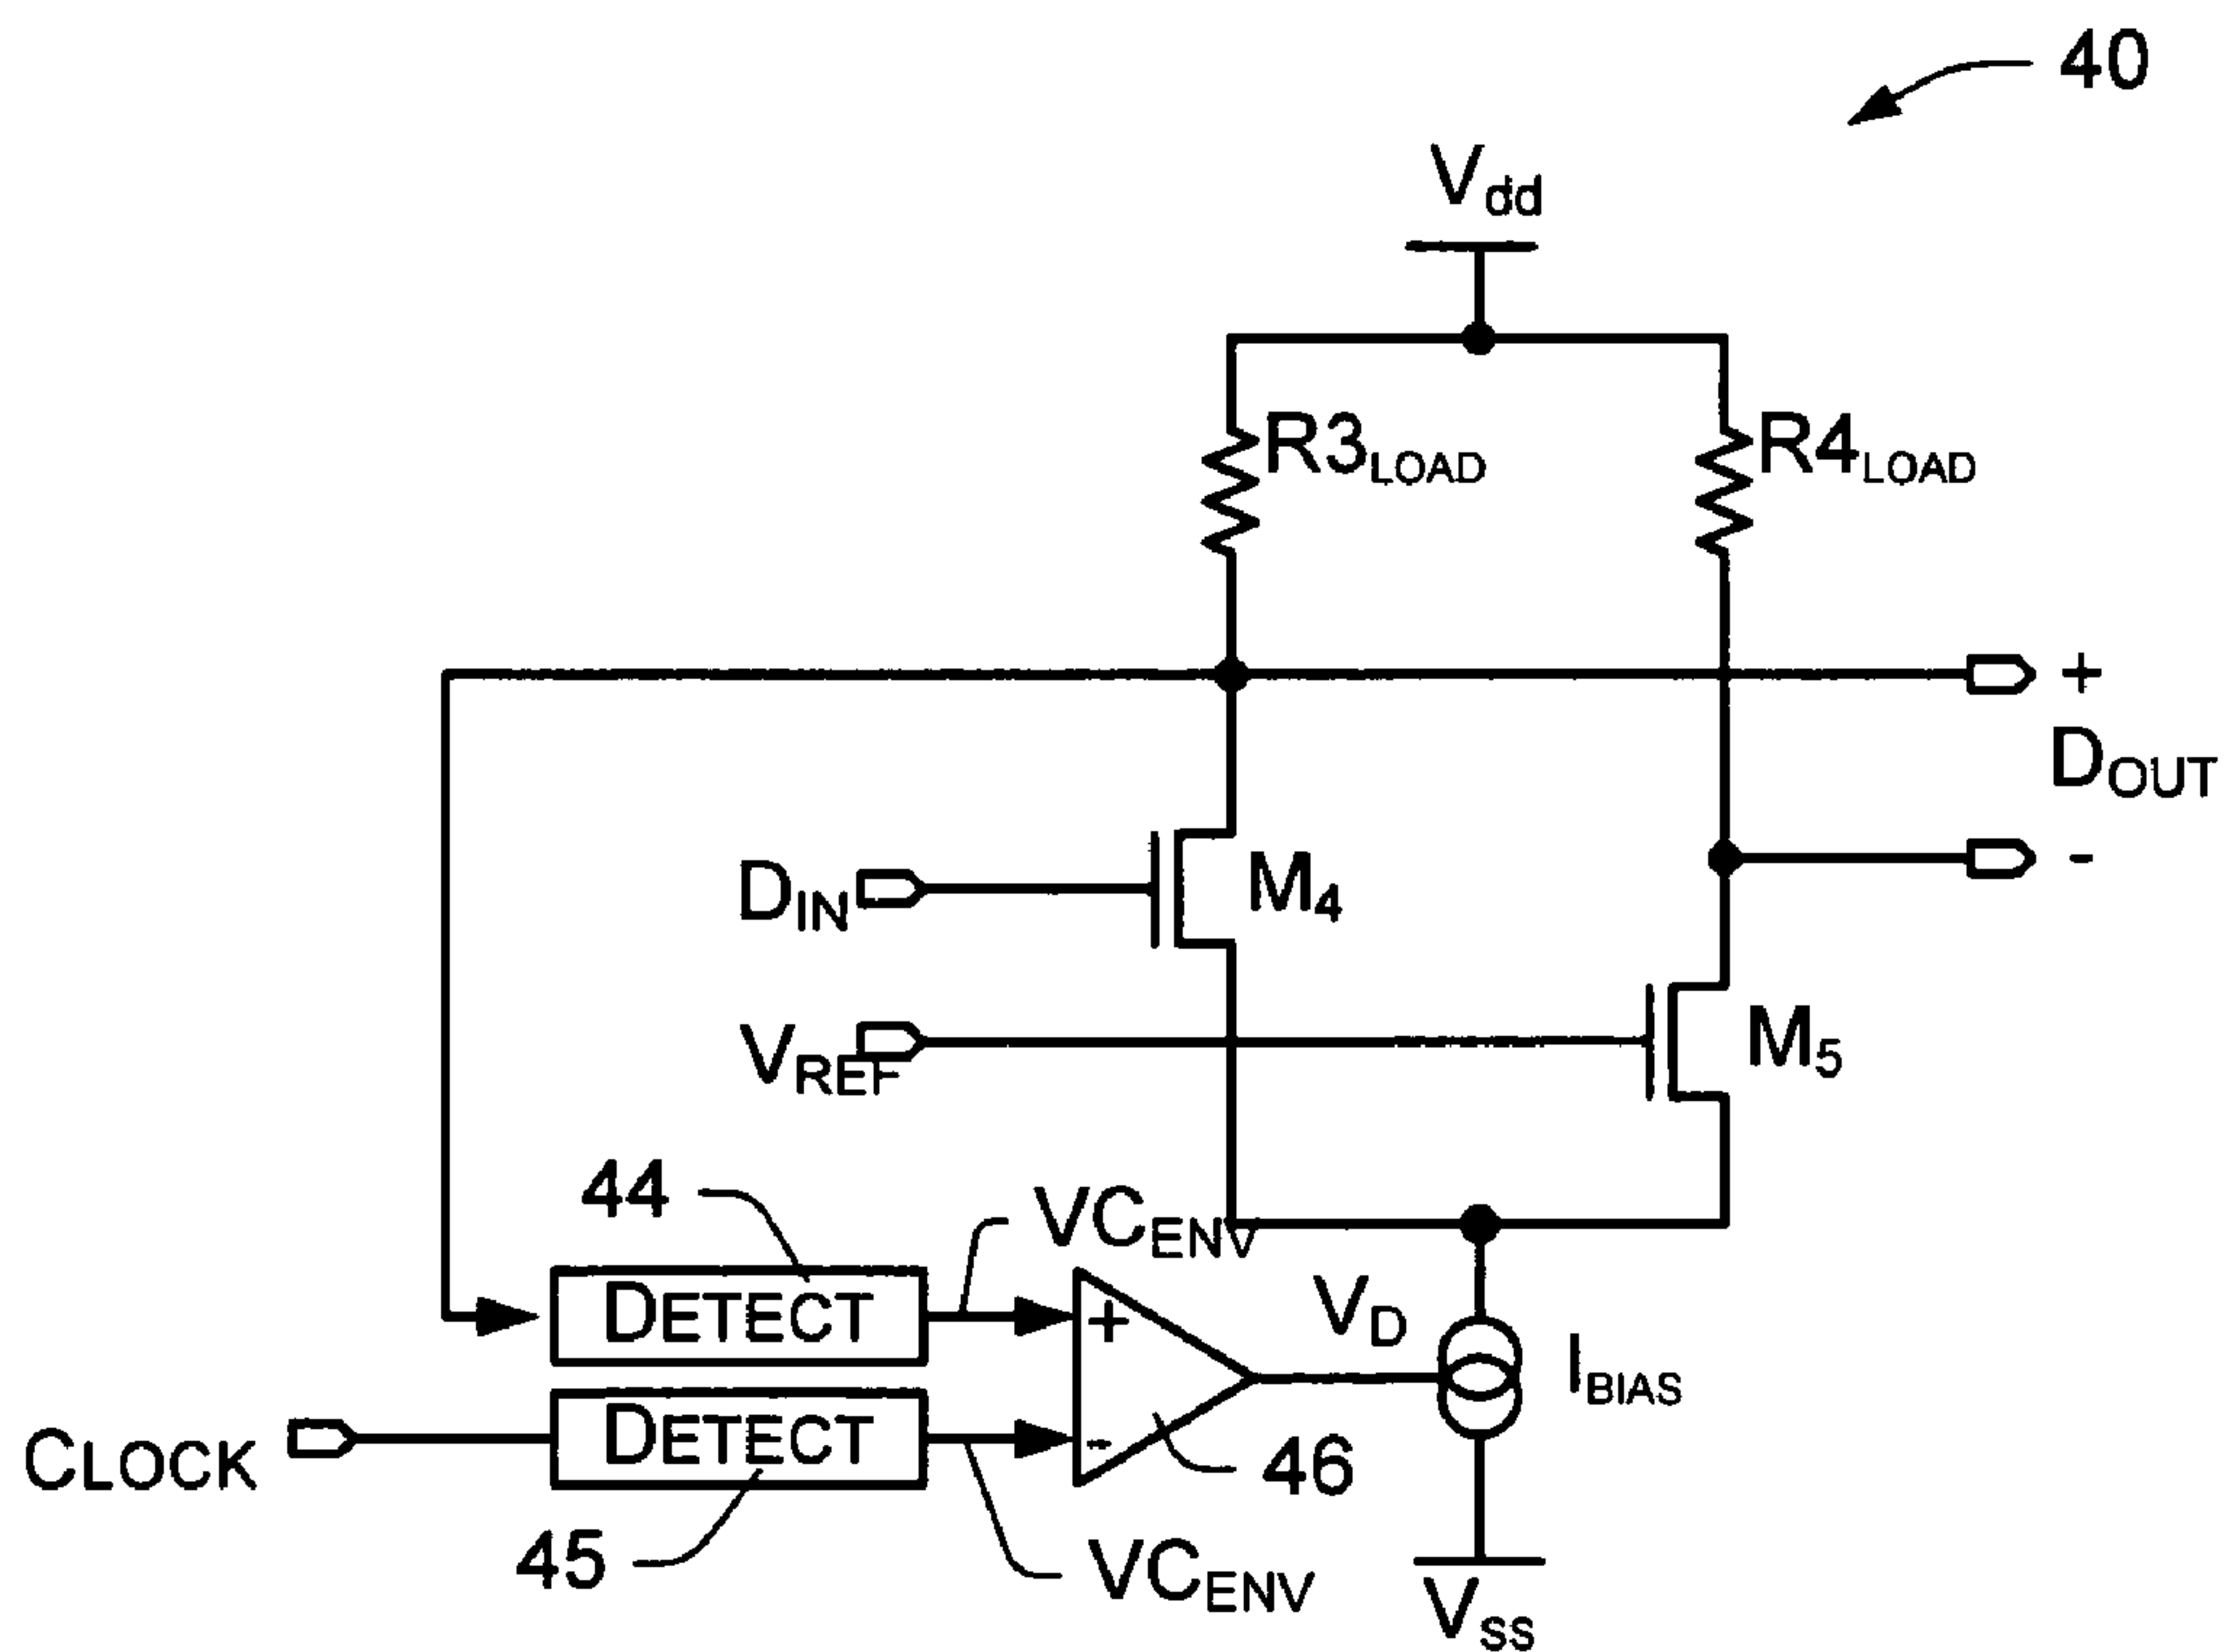 40
Vdd
R3LOAD
R4LOAD
+
DOUT
-
DIN
M4
VREF
M5
44
VCENV
DETECT
+
VD
IBIAS
DETECT
-
CLOCK
46
45
VCENV
VSS